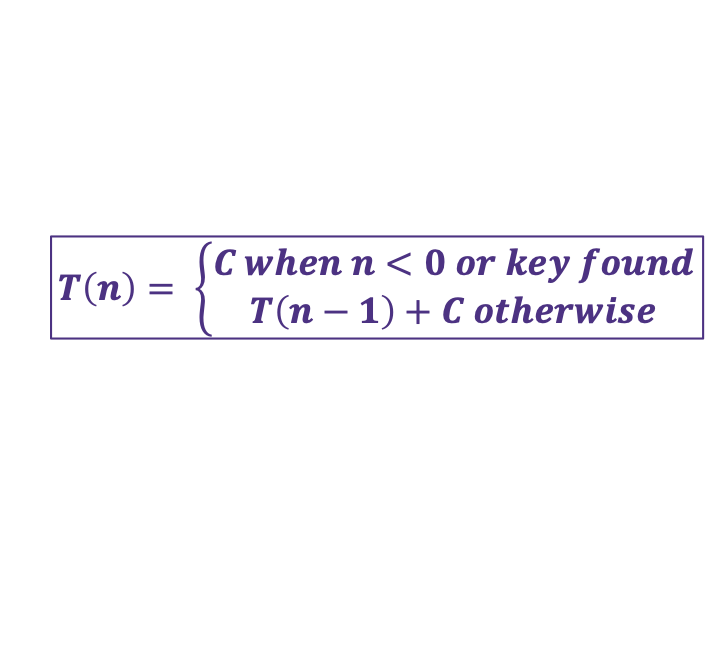 T(n) = {C when n < 0 or key found
T(n − 1) + C otherwise